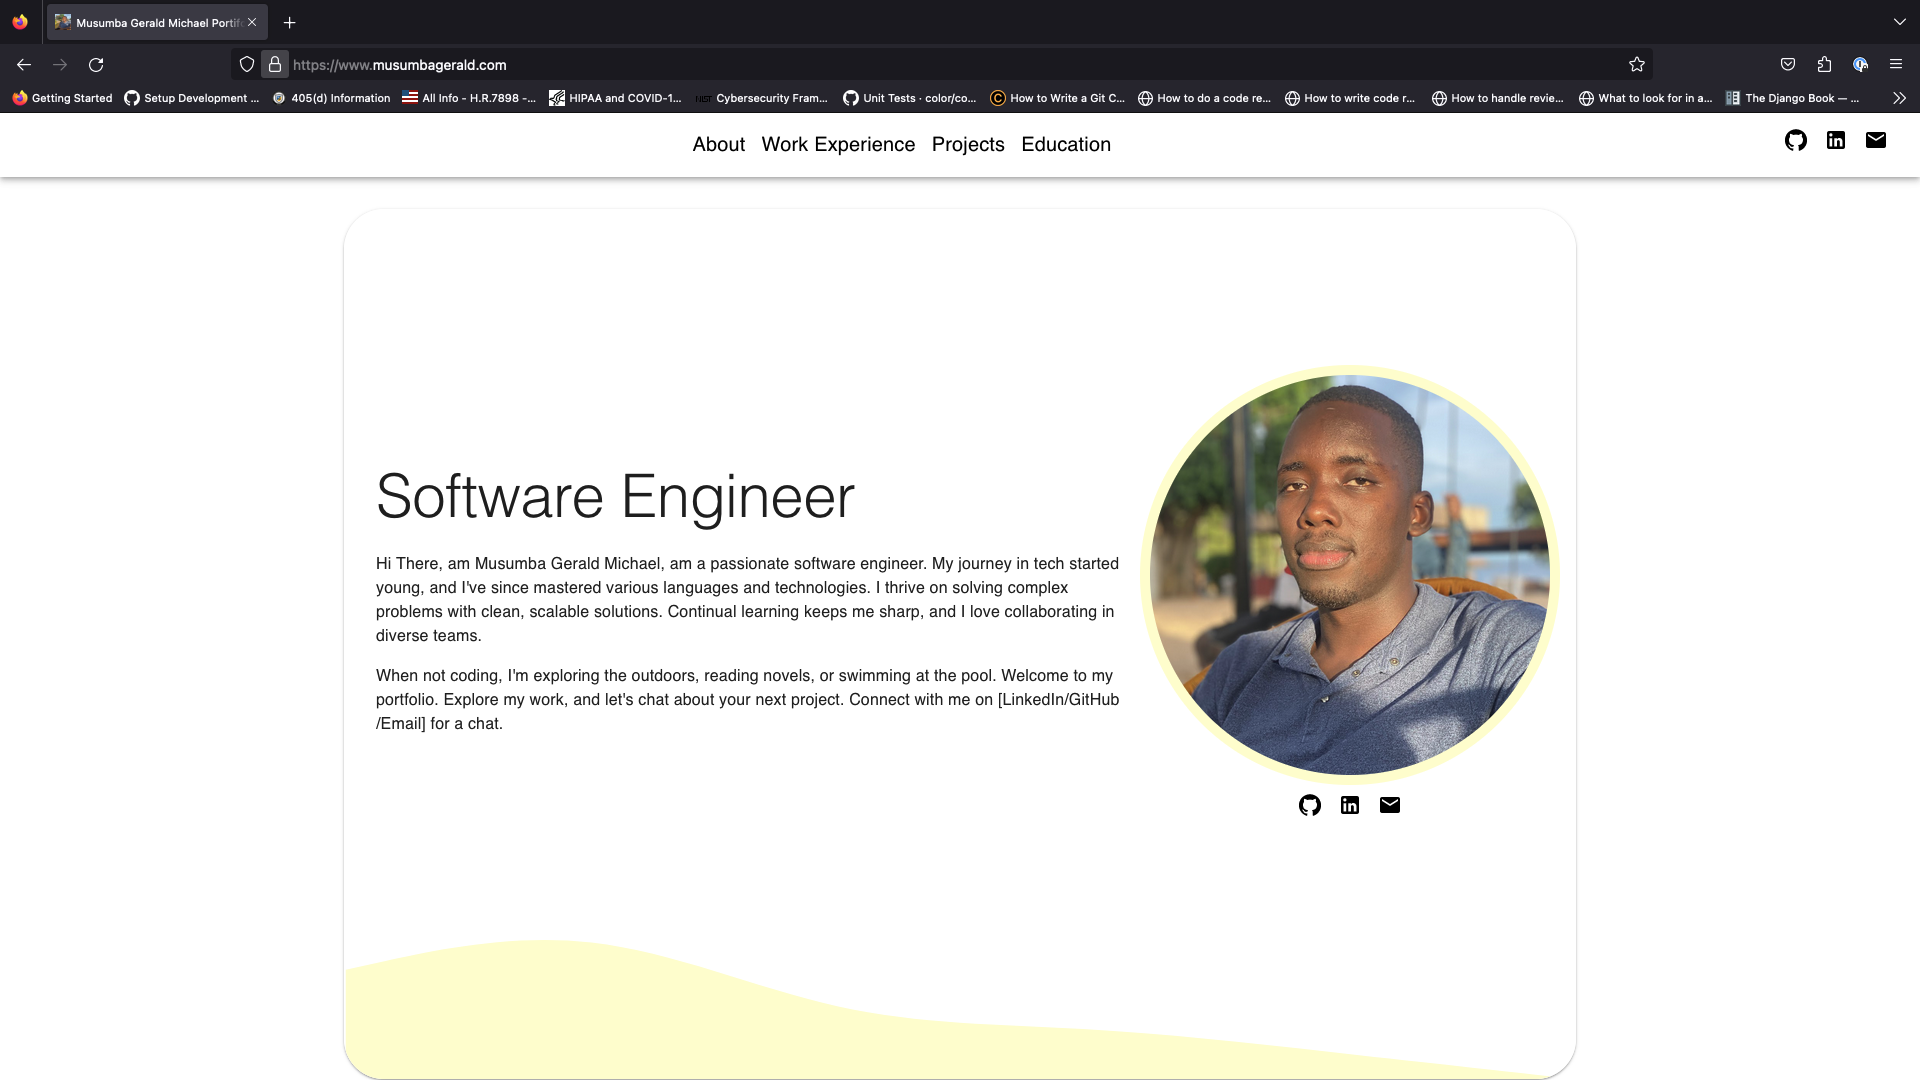 Musumba Gerald Michael Portif
https://www.musumbagerald.com
Getting Started
Setup Development ...
405(d) Information
All Info - H.R.7898 -...
HIPAA and COVID-1...
NIST
Cybersecurity Fram...
Unit Tests · color/co...
How to Write a Git C...
How to do a code re...
How to write code r...
How to handle revie...
What to look for in a...
The Django Book — ...
About Work Experience Projects Education
Software Engineer
Hi There, am Musumba Gerald Michael, am a passionate software engineer. My journey in tech started
young, and I've since mastered various languages and technologies. I thrive on solving complex
problems with clean, scalable solutions. Continual learning keeps me sharp, and I love collaborating in
diverse teams.
When not coding, I'm exploring the outdoors, reading novels, or swimming at the pool. Welcome to my
portfolio. Explore my work, and let's chat about your next project. Connect with me on [LinkedIn/GitHub
/Email] for a chat.